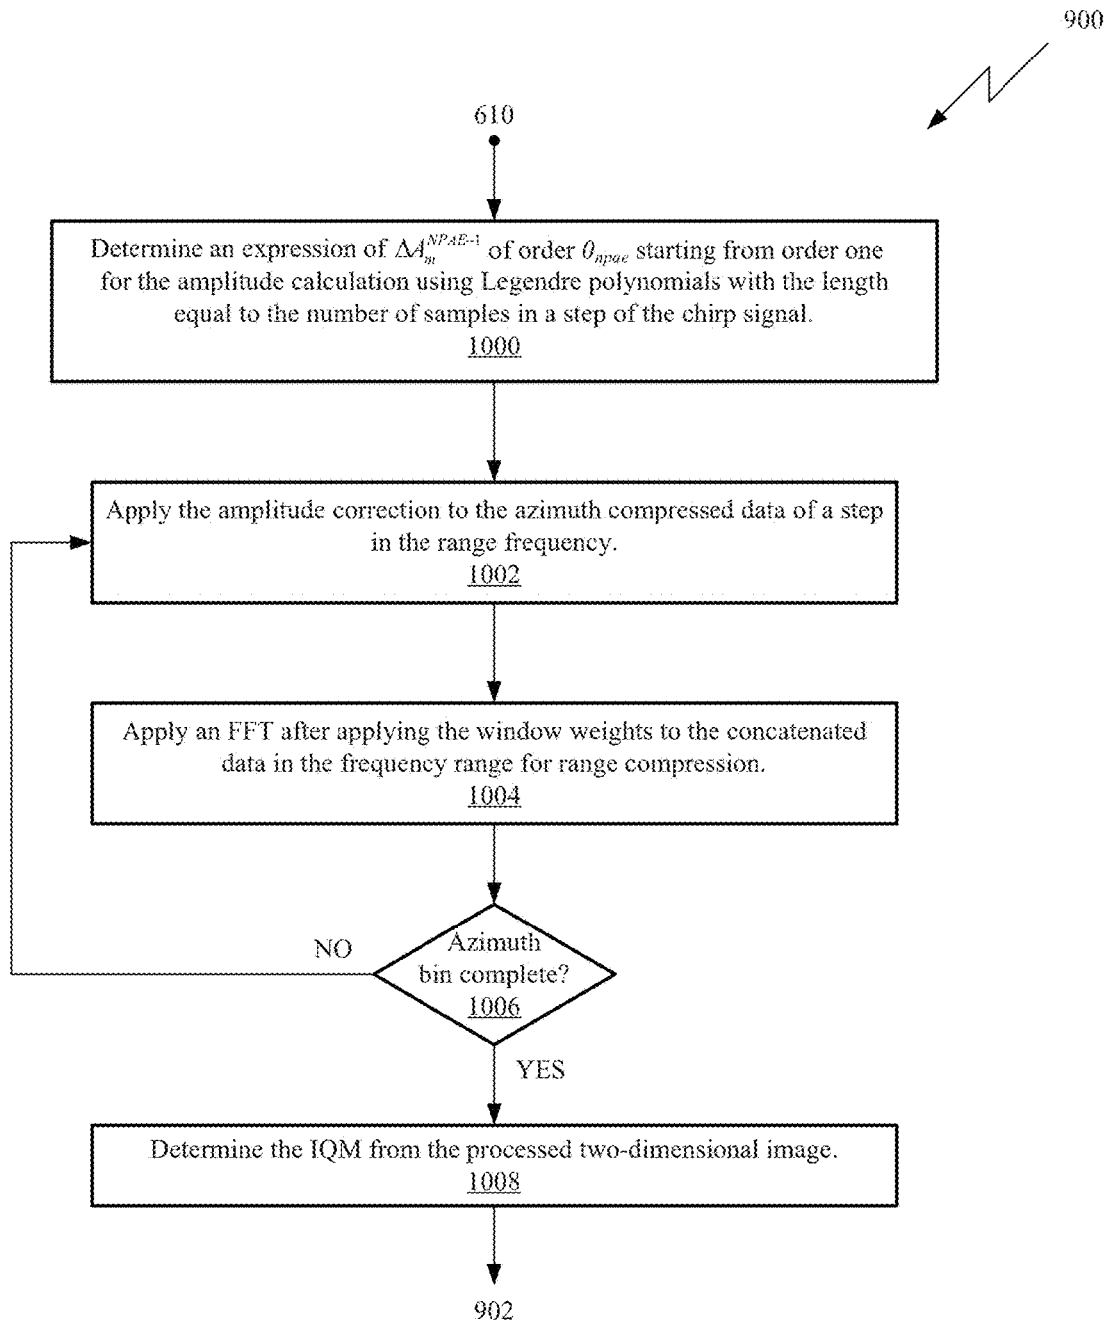 900
610
Determine an expression of ΔA_m^{NPAE-1} of order θ_{npae} starting from order one
for the amplitude calculation using Legendre polynomials with the length
equal to the number of samples in a step of the chirp signal.
1000
Apply the amplitude correction to the azimuth compressed data of a step
in the range frequency.
1002
Apply an FFT after applying the window weights to the concatenated
data in the frequency range for range compression.
1004
NO
Azimuth
bin complete?
1006
YES
Determine the IQM from the processed two-dimensional image.
1008
902